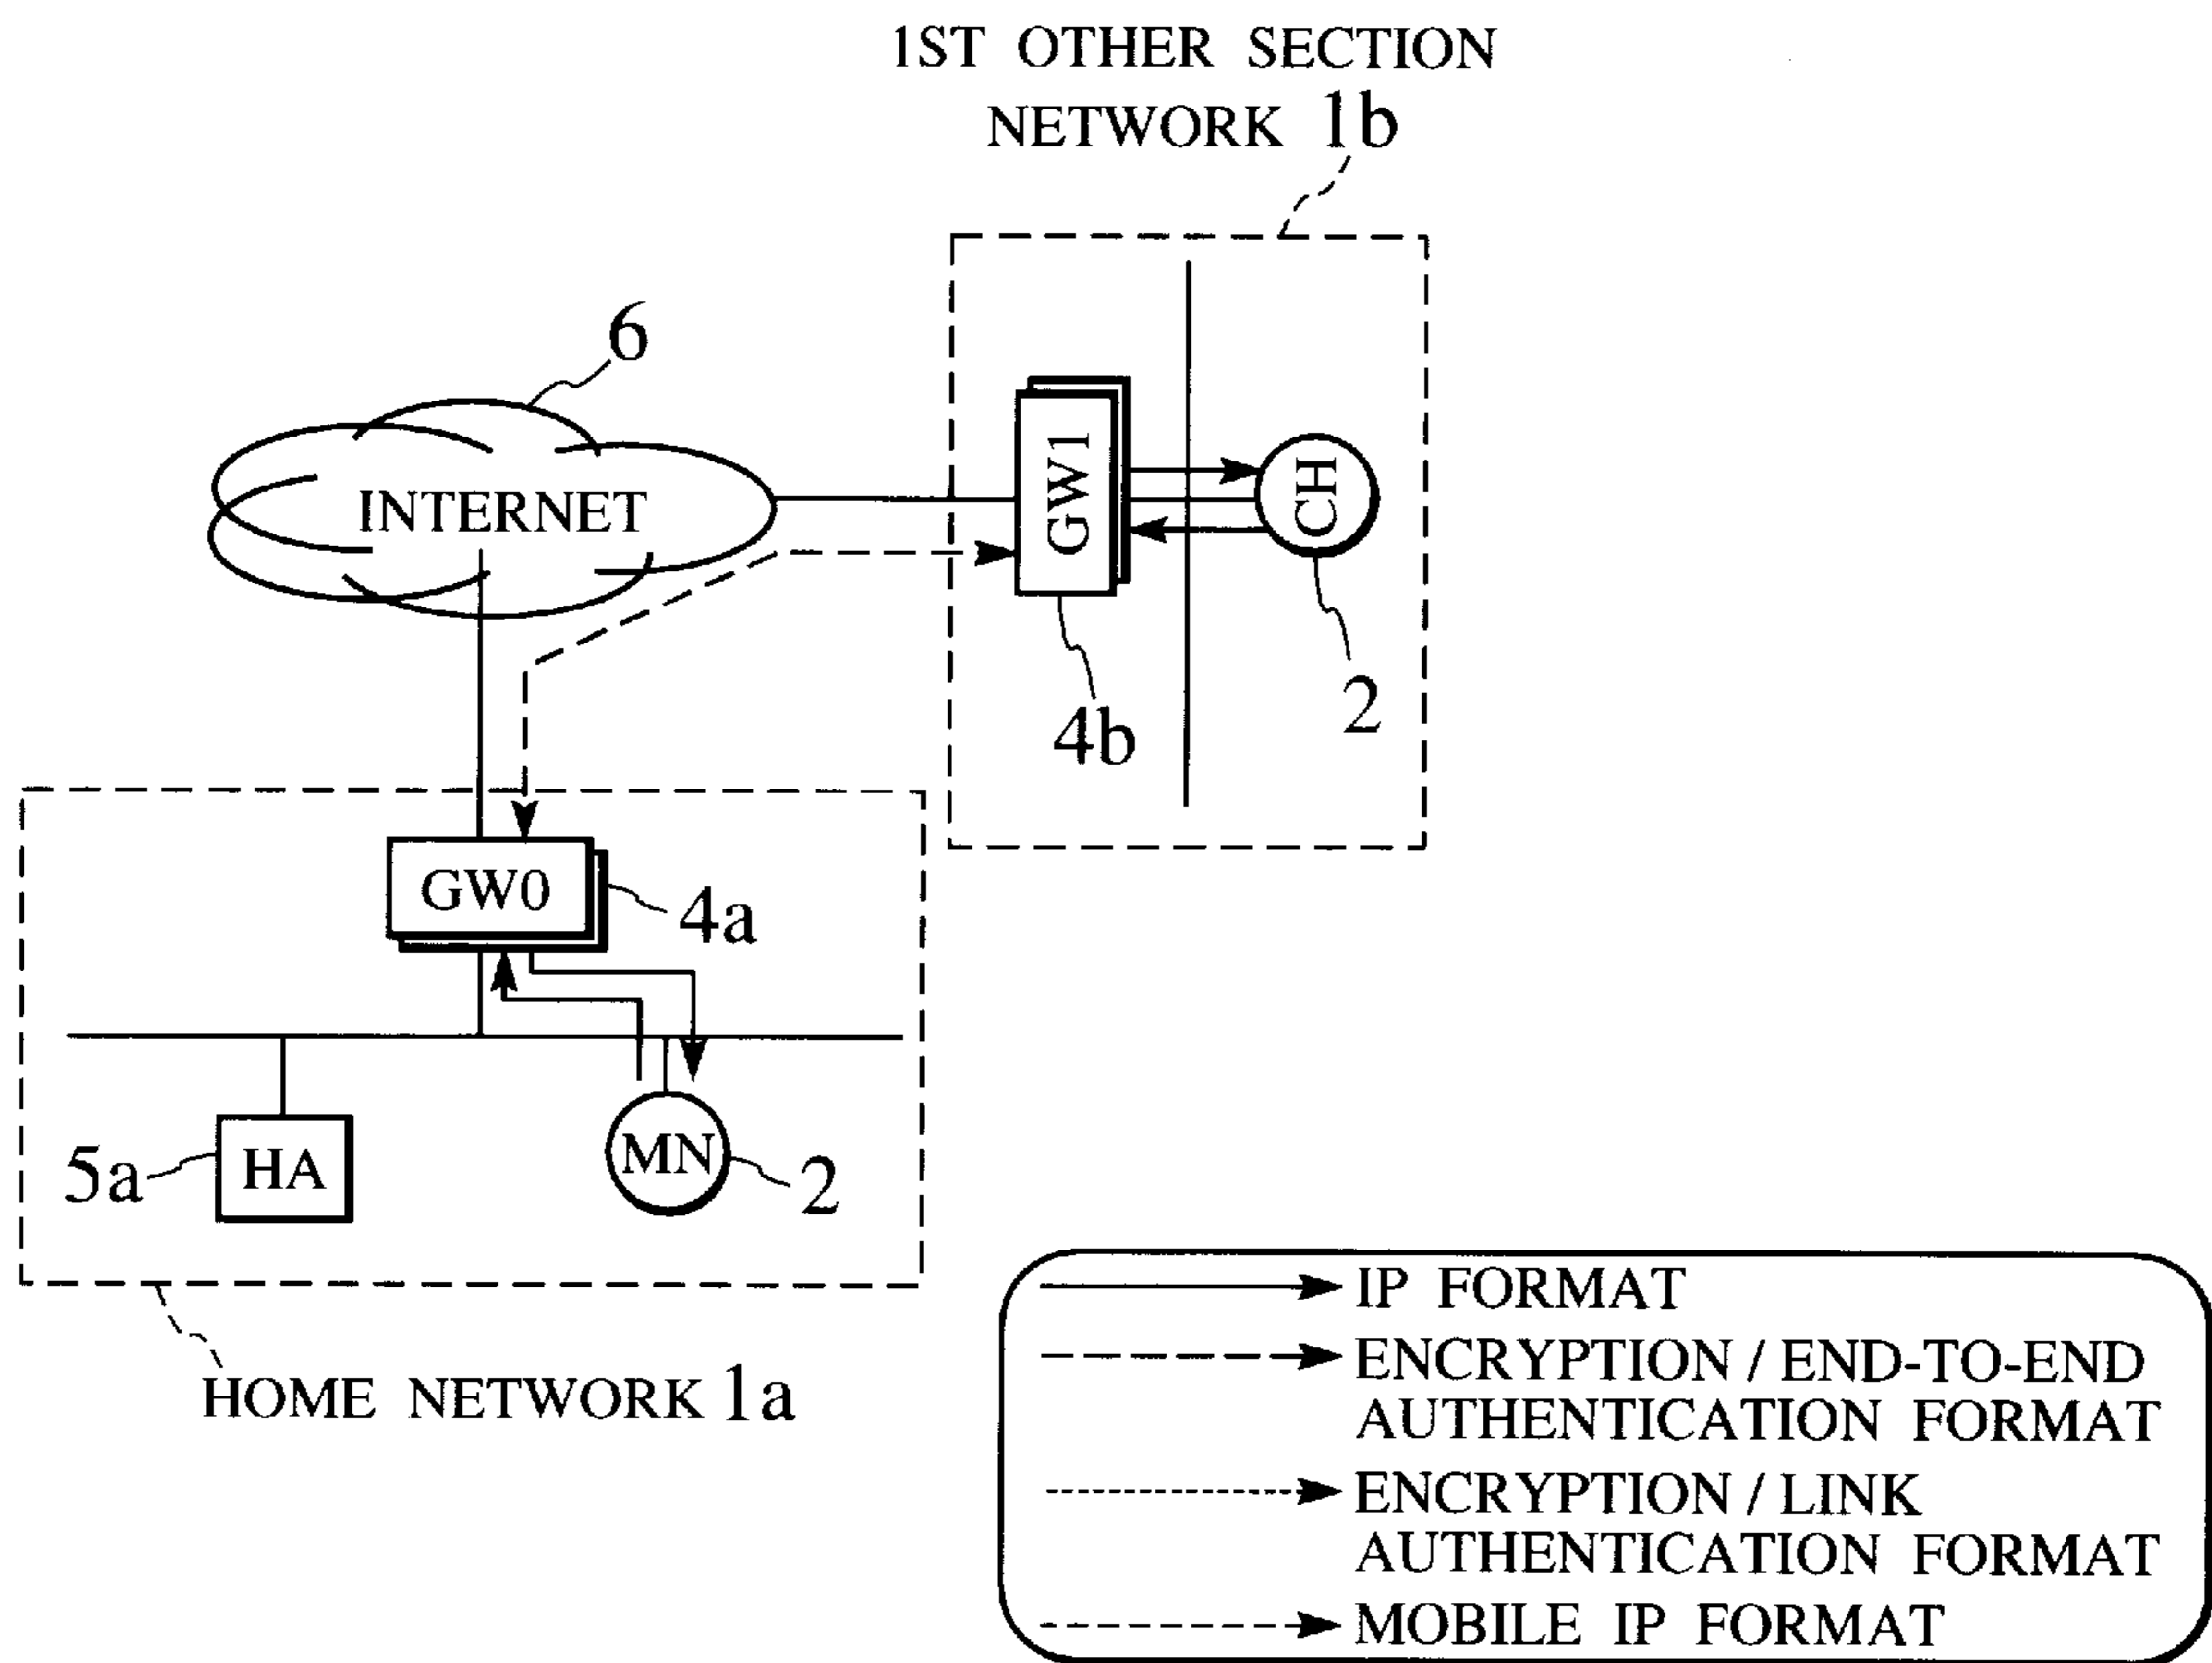 1ST OTHER SECTION
NETWORK 1b
6
INTERNET
GW1
CH
2
4b
GW0
4a
5a
HA
MN
2
HOME NETWORK 1a
IP FORMAT
ENCRYPTION / END-TO-END
AUTHENTICATION FORMAT
ENCRYPTION / LINK
AUTHENTICATION FORMAT
MOBILE IP FORMAT